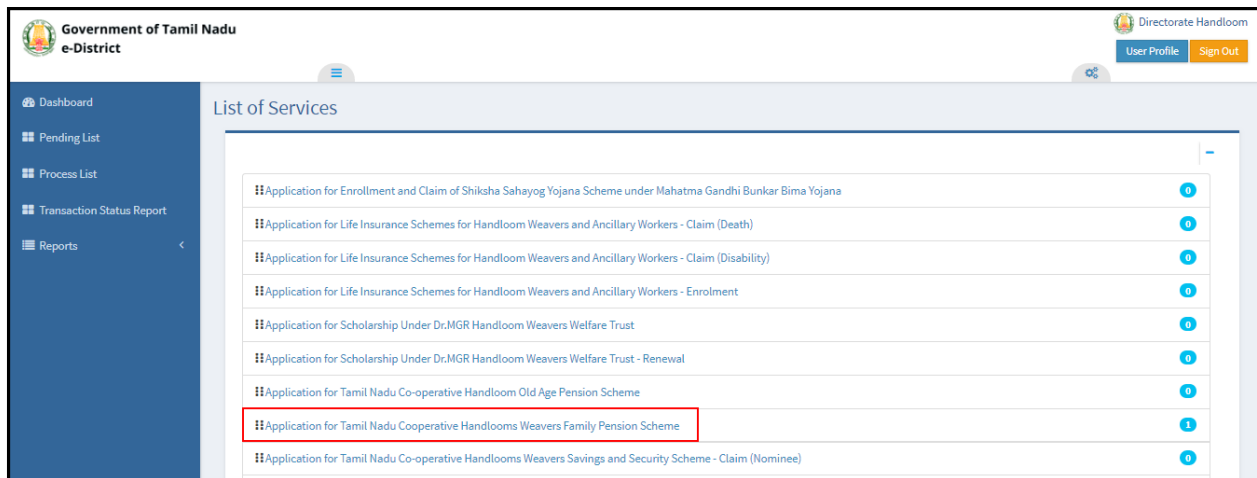 Government of Tamil Nadu
e-District
Directorate Handloom
User Profile
Sign Out
Dashboard
Pending List
Process List
Transaction Status Report
Reports
List of Services
Application for Enrollment and Claim of Shiksha Sahayog Yojana Scheme under Mahatma Gandhi Bunkar Bima Yojana 0
Application for Life Insurance Schemes for Handloom Weavers and Ancillary Workers - Claim (Death) 0
Application for Life Insurance Schemes for Handloom Weavers and Ancillary Workers - Claim (Disability) 0
Application for Life Insurance Schemes for Handloom Weavers and Ancillary Workers - Enrolment 0
Application for Scholarship Under Dr.MGR Handloom Weavers Welfare Trust 0
Application for Scholarship Under Dr.MGR Handloom Weavers Welfare Trust - Renewal 0
Application for Tamil Nadu Co-operative Handloom Old Age Pension Scheme 0
Application for Tamil Nadu Cooperative Handlooms Weavers Family Pension Scheme 1
Application for Tamil Nadu Co-operative Handlooms Weavers Savings and Security Scheme - Claim (Nominee) 0